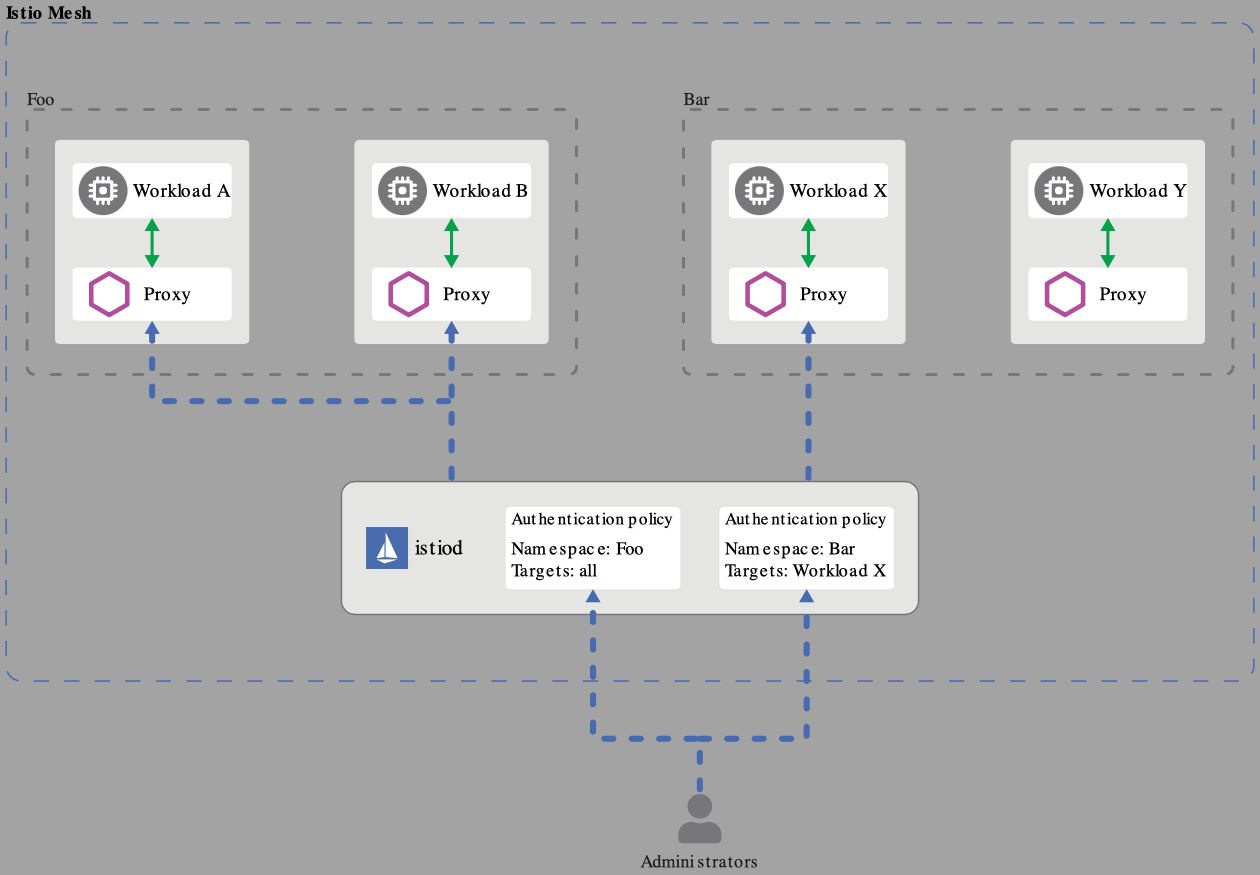 Istio Mesh
Foo
Bar
Workload A
Workload B
Workload X
Workload Y
Proxy
Proxy
Proxy
Proxy
istiod
Authentication policy
Namespace: Foo
Targets: all
Authentication policy
Namespace: Bar
Targets: Workload X
Administrators